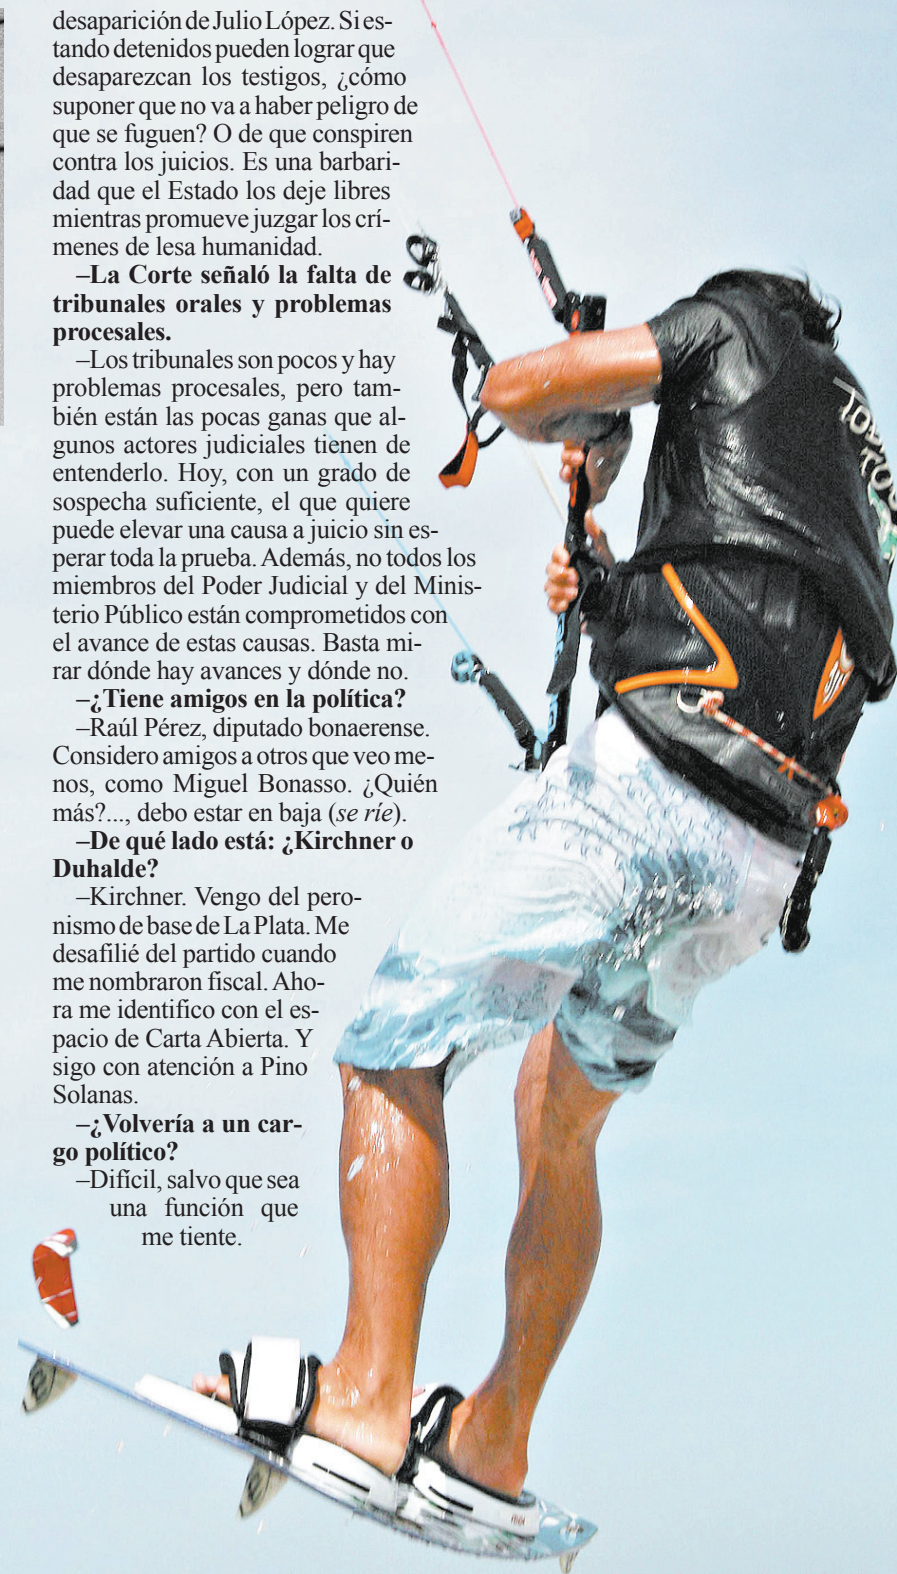 desaparición de Julio López. Si es-
tando detenidos pueden lograr que
desaparezcan los testigos, ¿cómo
suponer que no va a haber peligro de
que se fuguen? O de que conspiren
contra los juicios. Es una barbari-
dad que el Estado los deje libres
mientras promueve juzgar los crí-
menes de lesa humanidad.
–La Corte señaló la falta de
tribunales orales y problemas
procesales.
–Los tribunales son pocos y hay
problemas procesales, pero tam-
bién están las pocas ganas que al-
gunos actores judiciales tienen de
entenderlo. Hoy, con un grado de
sospecha suficiente, el que quiere
puede elevar una causa a juicio sin es-
perar toda la prueba. Además, no todos los
miembros del Poder Judicial y del Minis-
terio Público están comprometidos con
el avance de estas causas. Basta mi-
rar dónde hay avances y dónde no.
–¿Tiene amigos en la política?
–Raúl Pérez, diputado bonaerense.
Considero amigos a otros que veo me-
nos, como Miguel Bonasso. ¿Quién
más?..., debo estar en baja (se ríe).
–De qué lado está: ¿Kirchner o
Duhalde?
–Kirchner. Vengo del pero-
nismo de base de La Plata. Me
desafilié del partido cuando
me nombraron fiscal. Aho-
ra me identifico con el es-
pacio de Carta Abierta. Y
sigo con atención a Pino
Solanas.
–¿Volvería a un car-
go político?
–Difícil, salvo que sea
una función que
me tiente.